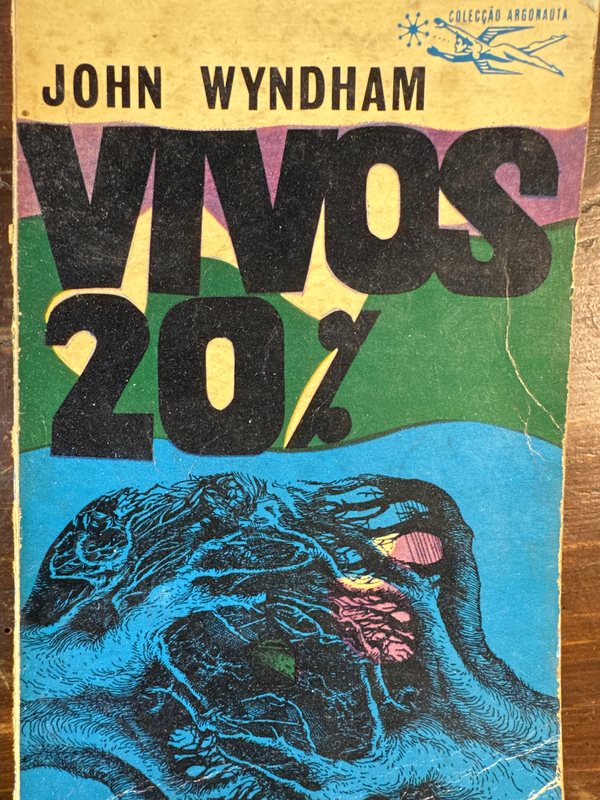 COLECÇÃO ARGONAUTA
JOHN WYNDHAM
VIVOS
20%